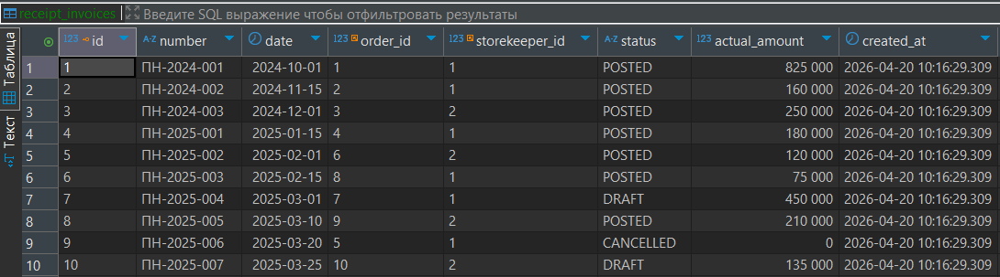 receipt_invoices Введите SQL выражение чтобы отфильтровать результаты
Таблица
Текст
123 id A-Z number date 123 order_id 123 storekeeper_id A-Z status 123 actual_amount created_at
1 1 ПН-2024-001 2024-10-01 1 1 POSTED 825 000 2026-04-20 10:16:29.309
2 2 ПН-2024-002 2024-11-15 2 1 POSTED 160 000 2026-04-20 10:16:29.309
3 3 ПН-2024-003 2024-12-01 3 2 POSTED 250 000 2026-04-20 10:16:29.309
4 4 ПН-2025-001 2025-01-15 4 1 POSTED 180 000 2026-04-20 10:16:29.309
5 5 ПН-2025-002 2025-02-01 6 2 POSTED 120 000 2026-04-20 10:16:29.309
6 6 ПН-2025-003 2025-02-15 8 1 POSTED 75 000 2026-04-20 10:16:29.309
7 7 ПН-2025-004 2025-03-01 7 1 DRAFT 450 000 2026-04-20 10:16:29.309
8 8 ПН-2025-005 2025-03-10 9 2 POSTED 210 000 2026-04-20 10:16:29.309
9 9 ПН-2025-006 2025-03-20 5 1 CANCELLED 0 2026-04-20 10:16:29.309
10 10 ПН-2025-007 2025-03-25 10 2 DRAFT 135 000 2026-04-20 10:16:29.309